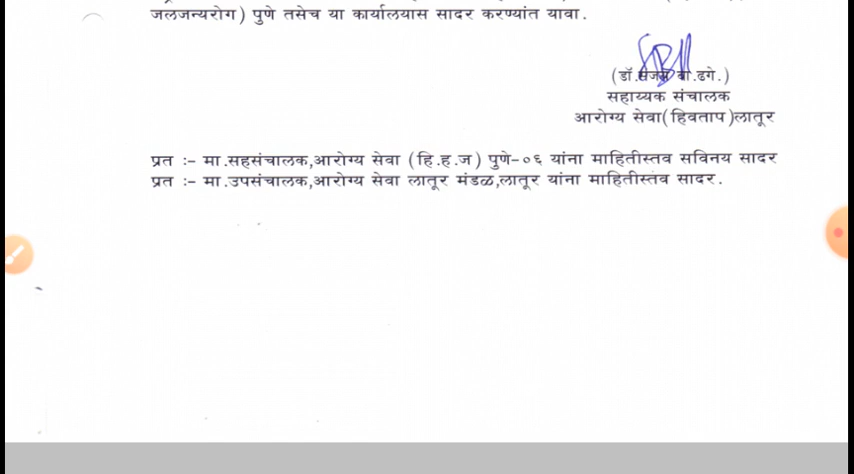 जलजन्यरोग) पुणे तसेच या कार्यालयास सादर करण्यांत यावा.
(डॉ. वा.ढगे.)
सहाय्यक संचालक
आरोग्य सेवा(हिवताप)लातूर
प्रत :- मा.सहसंचालक,आरोग्य सेवा (हि.ह.ज) पुणे-०६ यांना माहितीस्तव सविनय सादर
प्रत :- मा.उपसंचालक,आरोग्य सेवा लातूर मंडळ,लातूर यांना माहितीस्तव सादर.